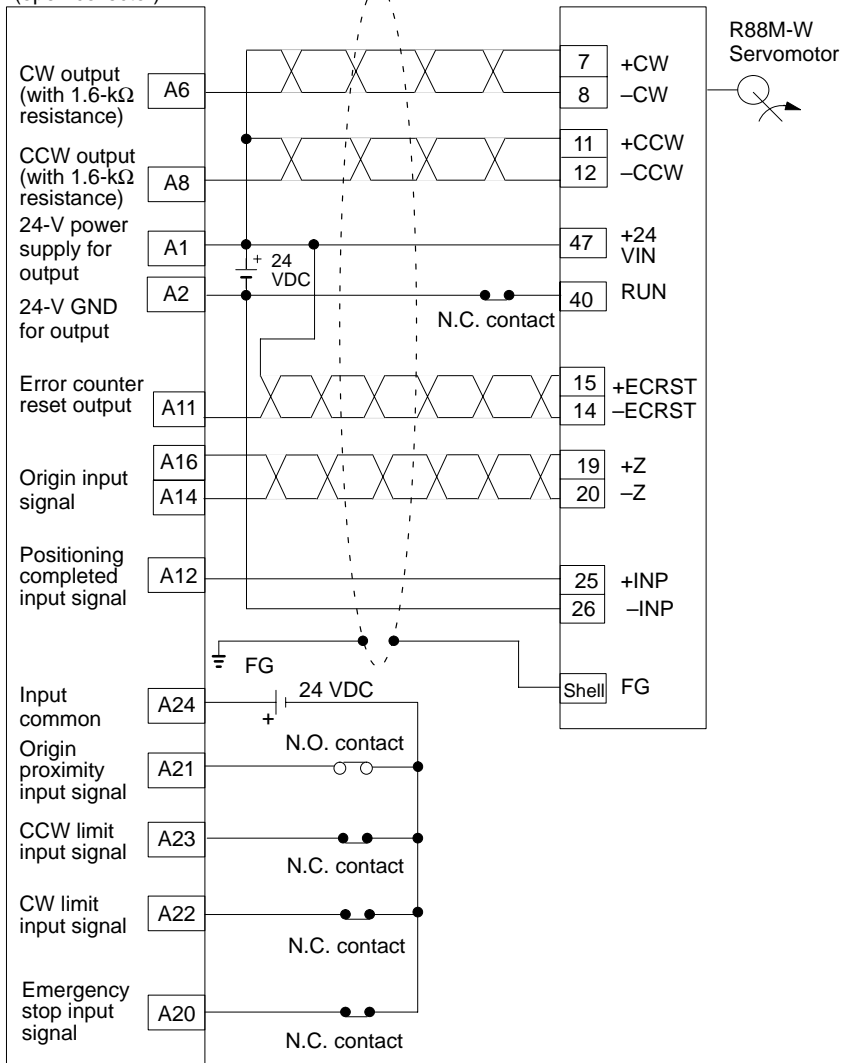 R88M-W
Servomotor
CW output
(with 1.6-kΩ
resistance)
A6
7
+CW
8
–CW
CCW output
(with 1.6-kΩ
resistance)
A8
11
+CCW
12
–CCW
24-V power
supply for
output
A1
+ 24
VDC
47
+24
VIN
24-V GND
for output
A2
N.C. contact
40
RUN
Error counter
reset output
A11
15
+ECRST
14
–ECRST
Origin input
signal
A16
A14
19
+Z
20
–Z
Positioning
completed
input signal
A12
25
+INP
26
–INP
FG
Shell
FG
Input
common
A24
+
24 VDC
Origin
proximity
input signal
A21
N.O. contact
CCW limit
input signal
A23
N.C. contact
CW limit
input signal
A22
N.C. contact
Emergency
stop input
signal
A20
N.C. contact